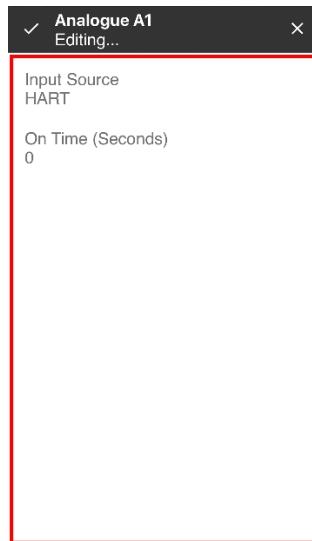 Analogue A1
Editing...
Input Source
HART
On Time (Seconds)
0